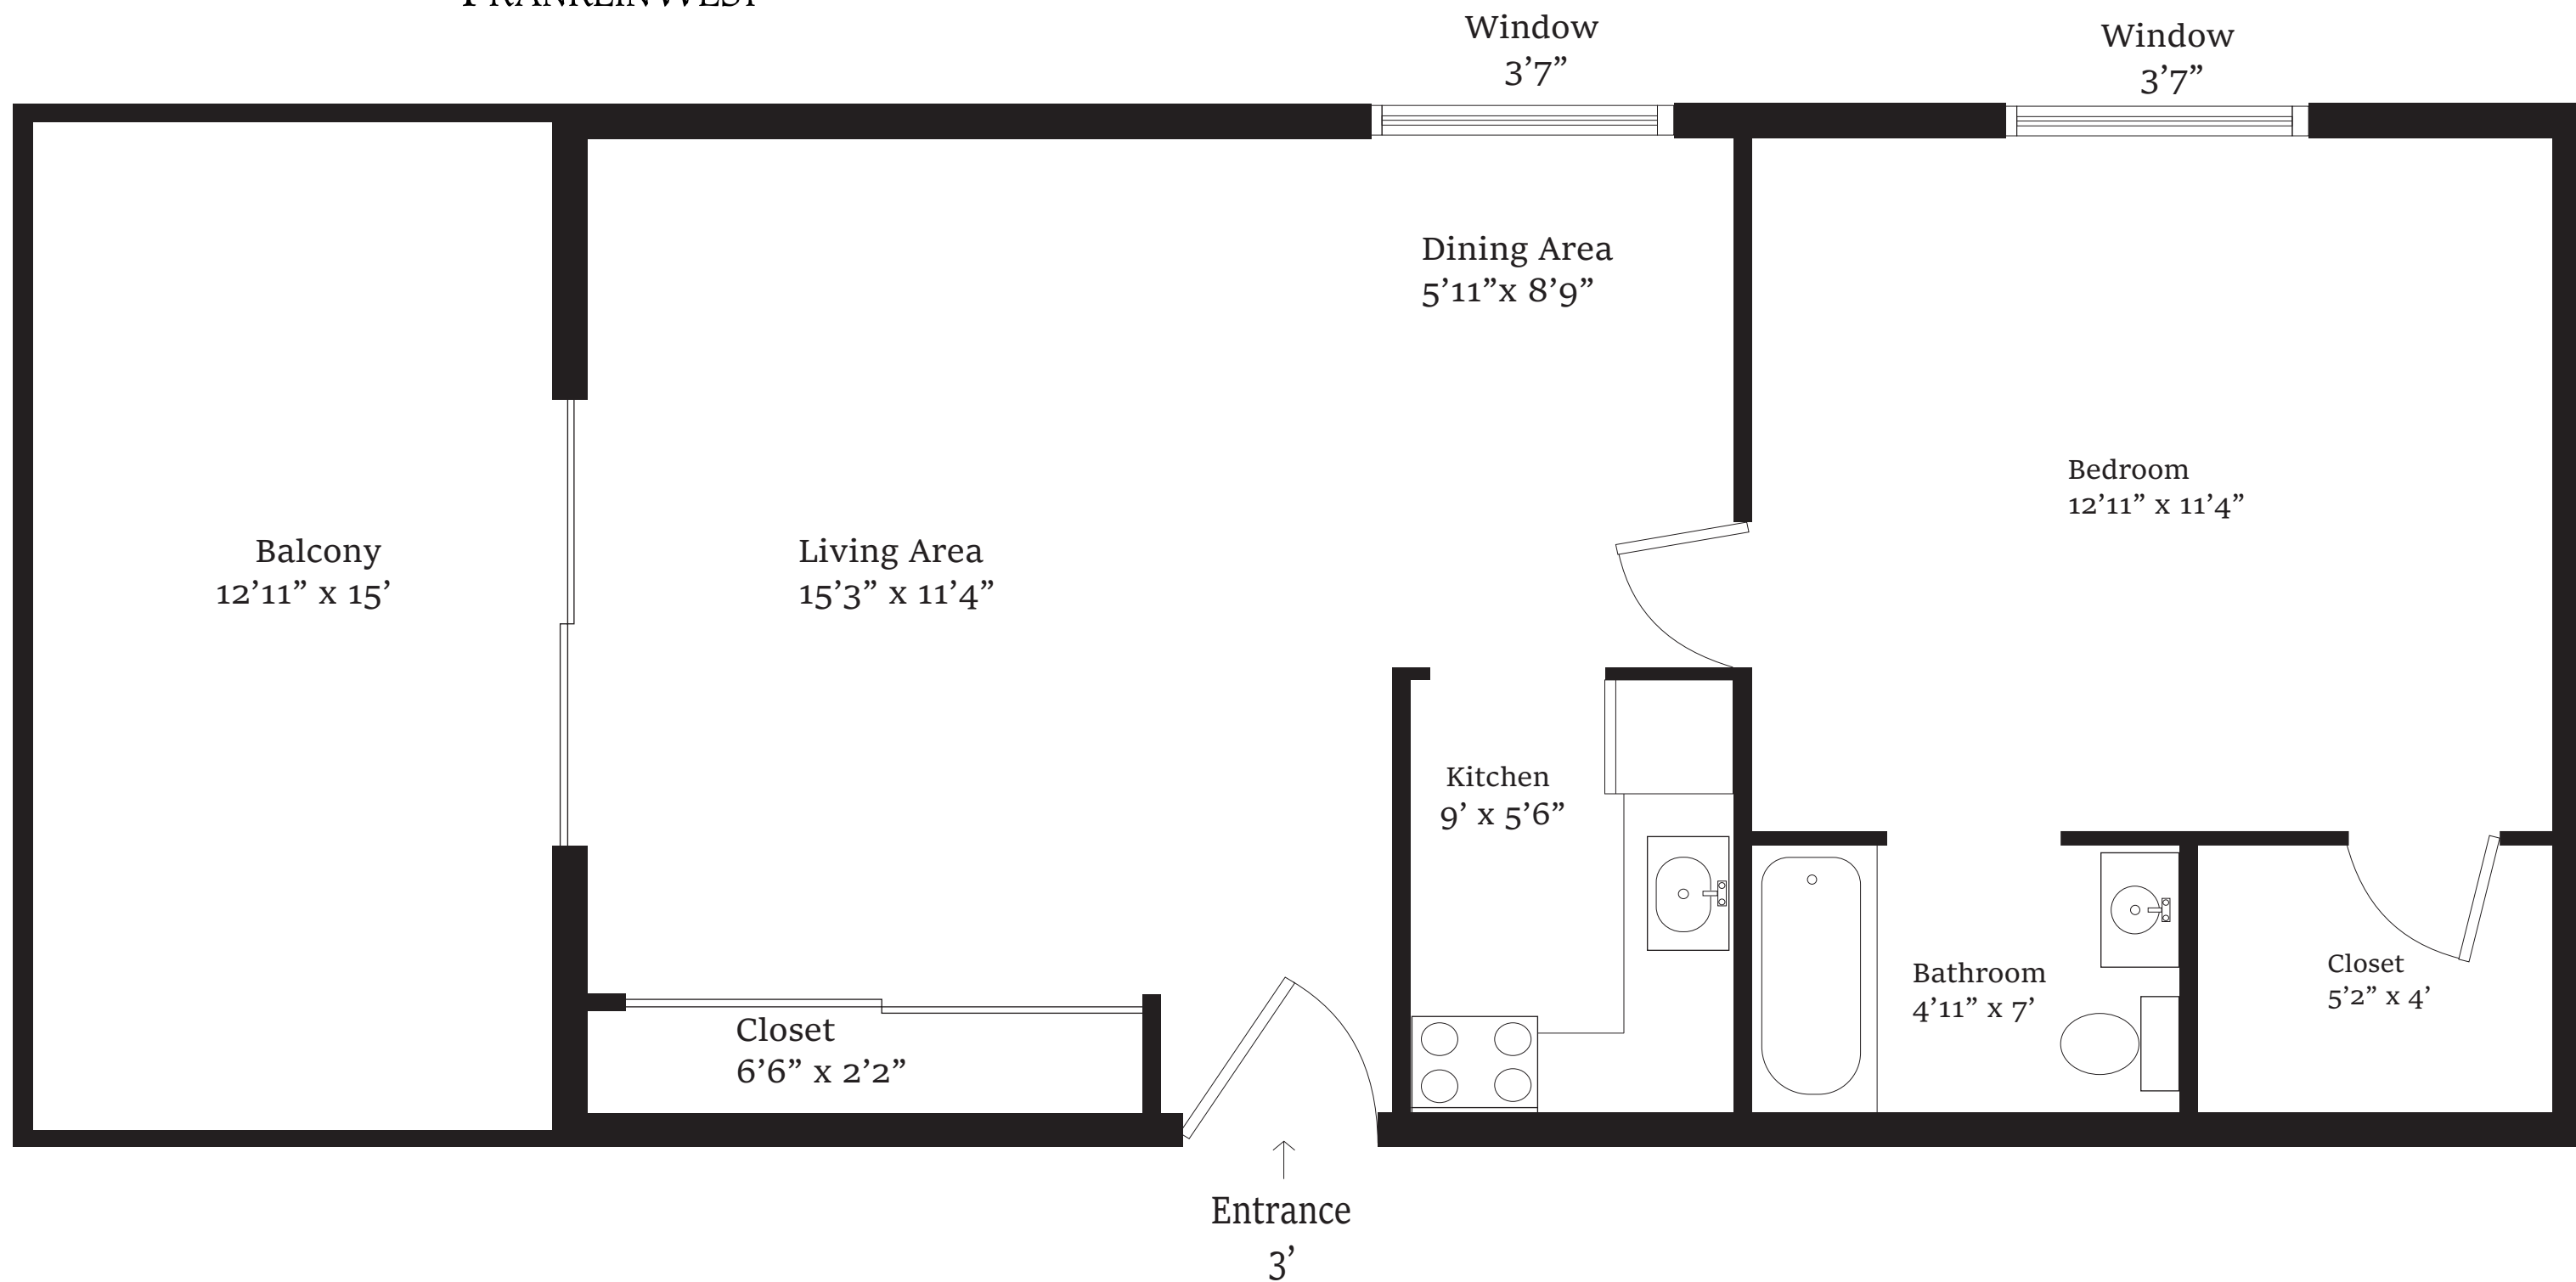 Window
3’7”
Window
3’7”
Dining Area
5’11”x 8’9”
Bedroom
12’11” x 11’4”
Balcony
12’11” x 15’
Living Area
15’3” x 11’4”
Kitchen
9’ x 5’6”
Bathroom
4’11” x 7’
Closet
5’2” x 4’
Closet
6’6” x 2’2”
Entrance
3’